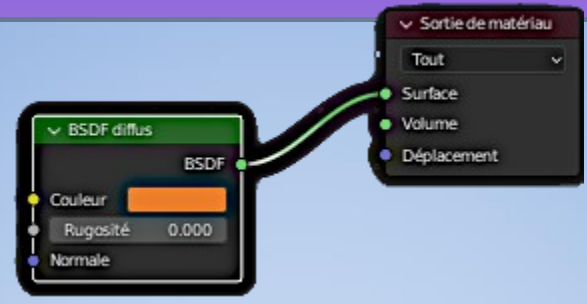 Sortie de matériau
Tout
Surface
Volume
Déplacement
BSDF diffus
BSDF
Couleur
Rugosité 0.000
Normale